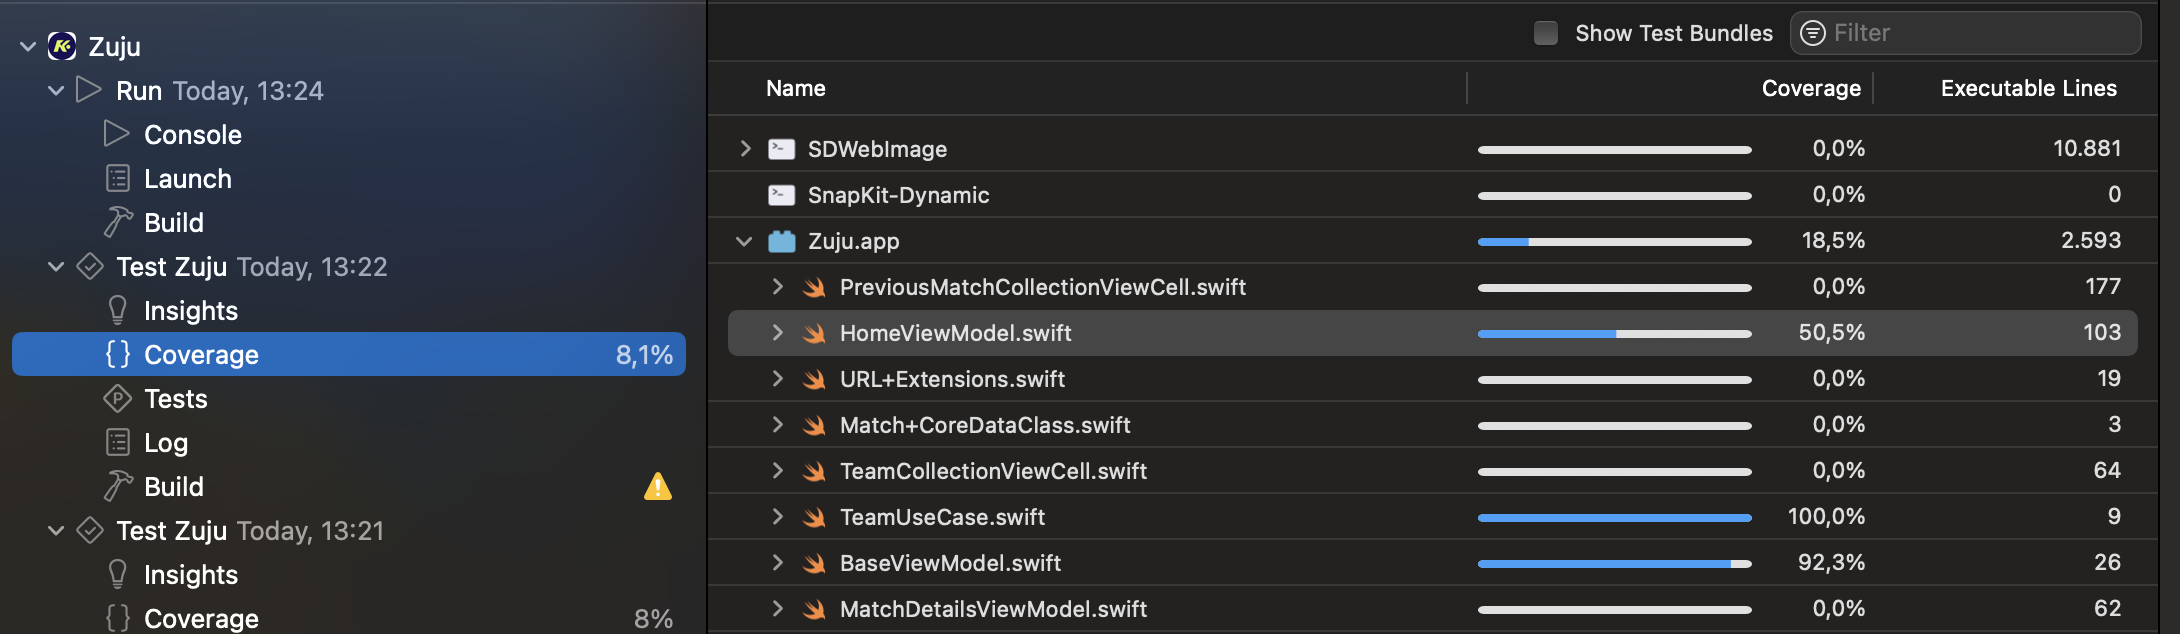 Zuju
Run Today, 13:24
Console
Launch
Build
Test Zuju Today, 13:22
Insights
Coverage 8,1%
Tests
Log
Build
Test Zuju Today, 13:21
Insights
Coverage 8%
Show Test Bundles Filter
Name Coverage Executable Lines
SDWebImage 0,0% 10.881
SnapKit-Dynamic 0,0% 0
Zuju.app 18,5% 2.593
PreviousMatchCollectionViewCell.swift 0,0% 177
HomeViewModel.swift 50,5% 103
URL+Extensions.swift 0,0% 19
Match+CoreDataClass.swift 0,0% 3
TeamCollectionViewCell.swift 0,0% 64
TeamUseCase.swift 100,0% 9
BaseViewModel.swift 92,3% 26
MatchDetailsViewModel.swift 0,0% 62